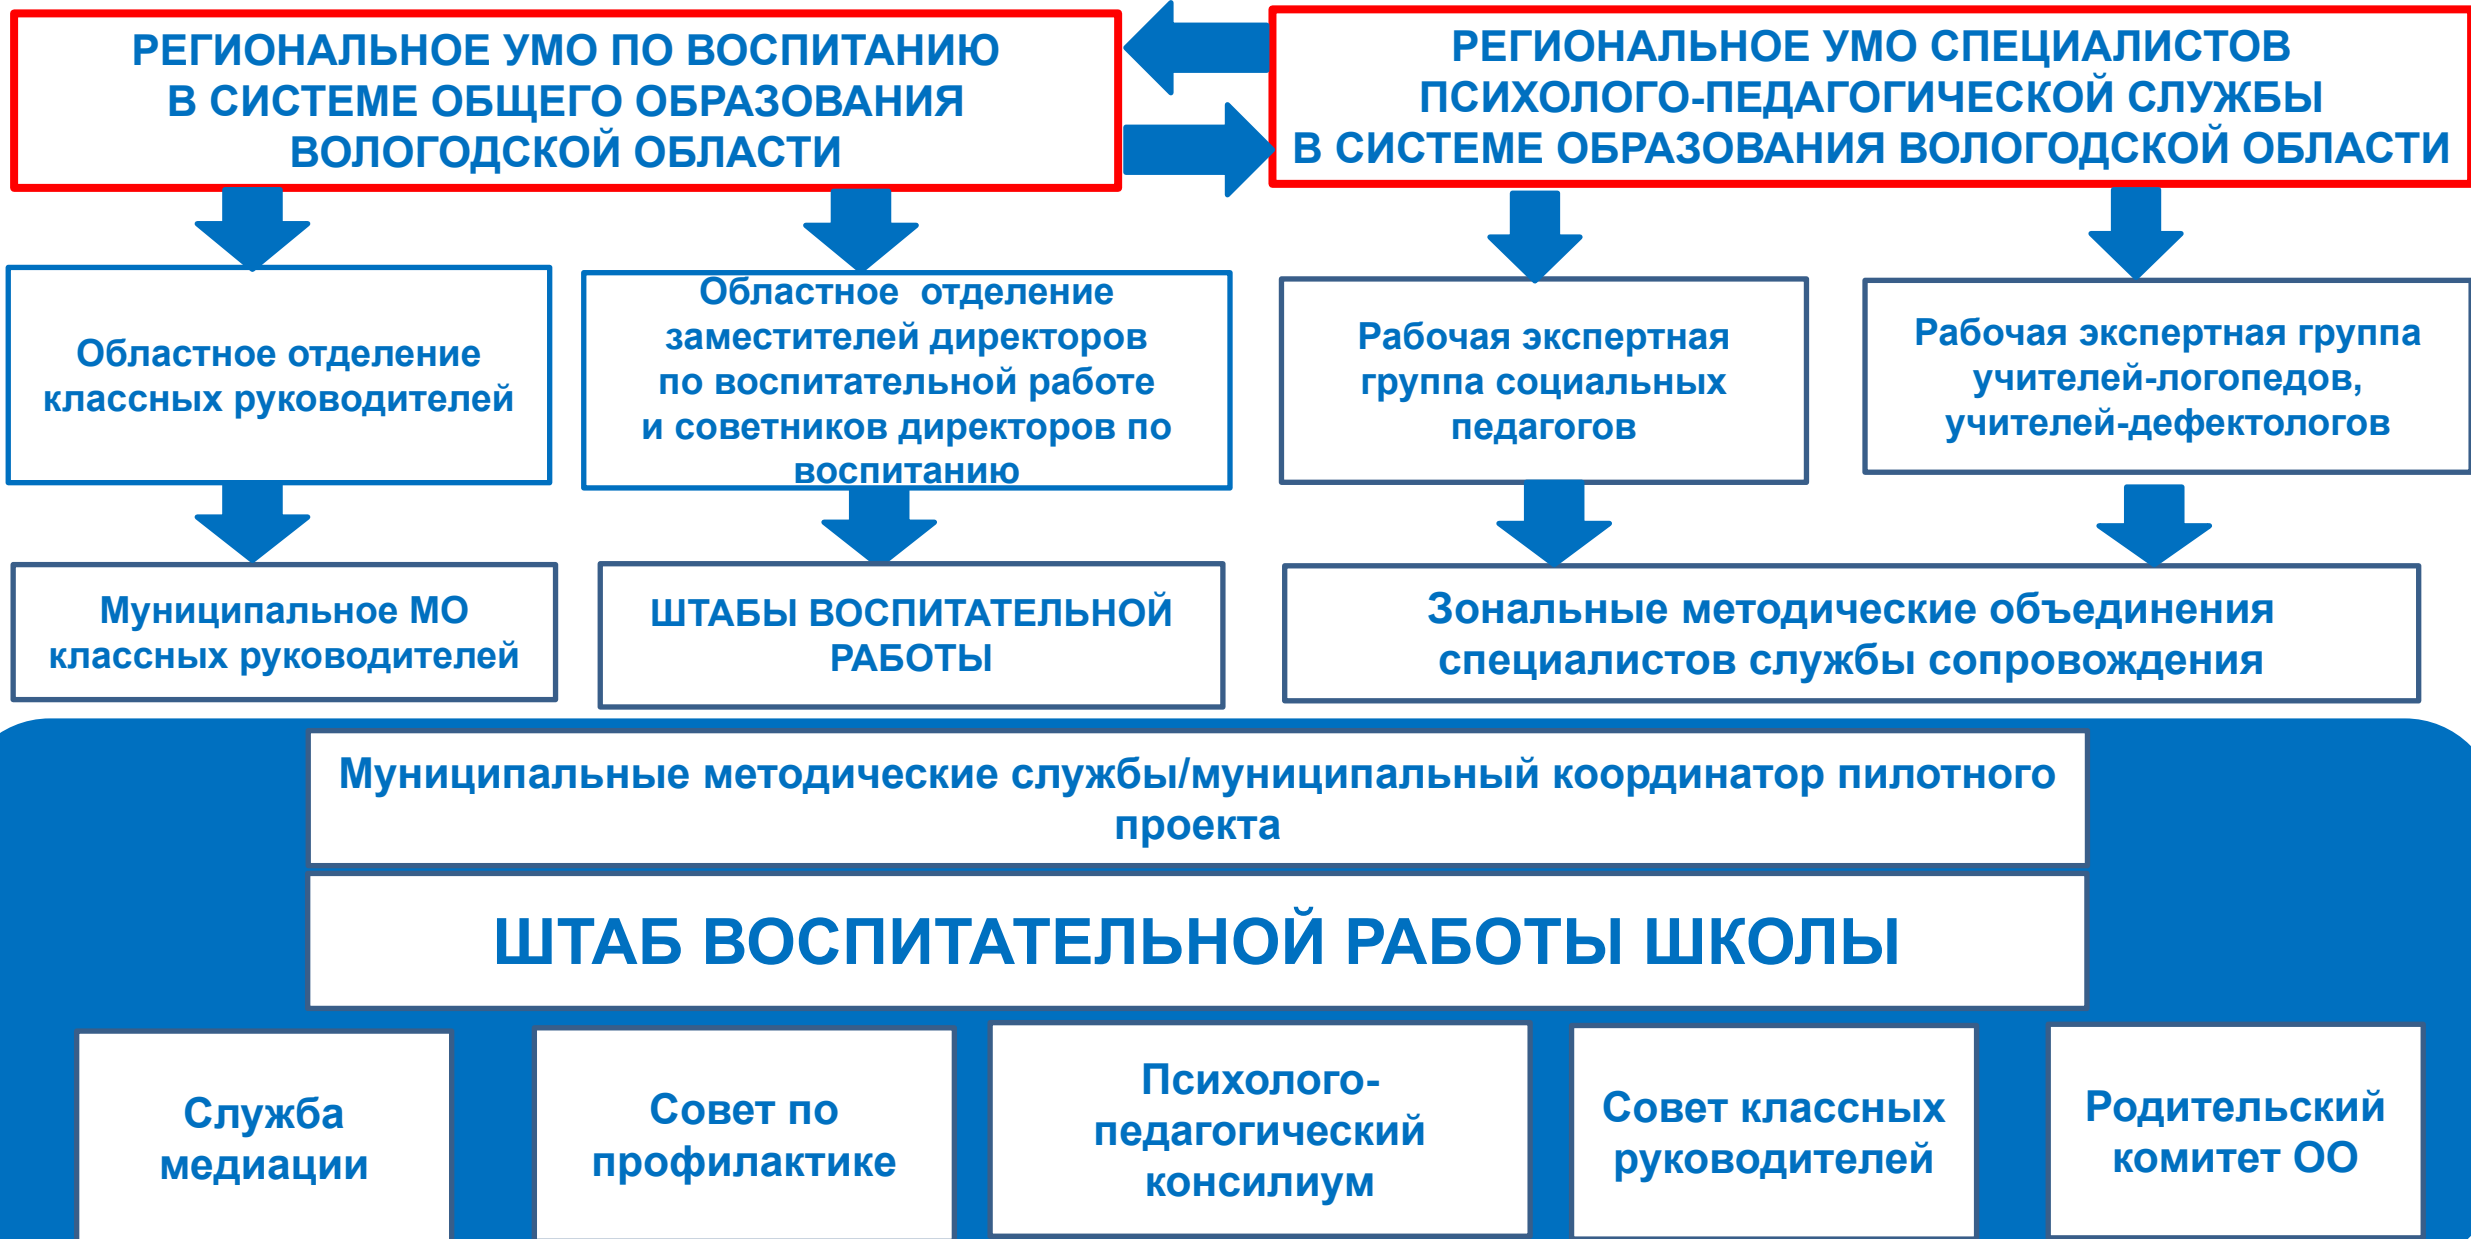 РЕГИОНАЛЬНОЕ УМО ПО ВОСПИТАНИЮ
В СИСТЕМЕ ОБЩЕГО ОБРАЗОВАНИЯ
ВОЛОГОДСКОЙ ОБЛАСТИ
РЕГИОНАЛЬНОЕ УМО СПЕЦИАЛИСТОВ
ПСИХОЛОГО-ПЕДАГОГИЧЕСКОЙ СЛУЖБЫ
В СИСТЕМЕ ОБРАЗОВАНИЯ ВОЛОГОДСКОЙ ОБЛАСТИ
Областное отделение
классных руководителей
Областное отделение
заместителей директоров
по воспитательной работе
и советников директоров по
воспитанию
Рабочая экспертная
группа социальных
педагогов
Рабочая экспертная группа
учителей-логопедов,
учителей-дефектологов
Муниципальное МО
классных руководителей
ШТАБЫ ВОСПИТАТЕЛЬНОЙ
РАБОТЫ
Зональные методические объединения
специалистов службы сопровождения
Муниципальные методические службы/муниципальный координатор пилотного
проекта
ШТАБ ВОСПИТАТЕЛЬНОЙ РАБОТЫ ШКОЛЫ
Служба
медиации
Совет по
профилактике
Психолого-
педагогический
консилиум
Совет классных
руководителей
Родительский
комитет ОО